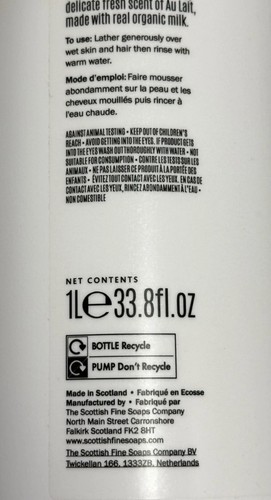 delicate fresh scent of Au Lait,
made with real organic milk.
To use: Lather generously over
wet skin and hair then rinse with
warm water.
Mode d'emploi: Faire mousser
abondamment sur la peau et les
cheveux mouillés puis rincer à
l'eau chaude.
AGAINST ANIMAL TESTING • KEEP OUT OF CHILDREN'S
REACH • AVOID GETTING INTO THE EYES. IF PRODUCT GETS
INTO THE EYES WASH OUT THOROUGHLY WITH WATER • NOT
SUITABLE FOR CONSUMPTION • CONTRE LES TESTS SUR LES
ANIMAUX • NE PAS LAISSER CE PRODUIT À LA PORTÉE DES
ENFANTS • ÉVITEZ TOUT CONTACT AVEC LES YEUX. EN CAS DE
CONTACT AVEC LES YEUX, RINCEZ ABONDAMMENT À L'EAU •
NON COMESTIBLE
NET CONTENTS
1L℮33.8fl.oz
BOTTLE Recycle
PUMP Don't Recycle
Made in Scotland • Fabriqué en Ecosse
Manufactured by • Fabriqué par
The Scottish Fine Soaps Company
North Main Street Carronshore
Falkirk Scotland FK2 8HT
www.scottishfinesoaps.com
The Scottish Fine Soaps Company BV
Twickellan 166, 1333ZB, Netherlands